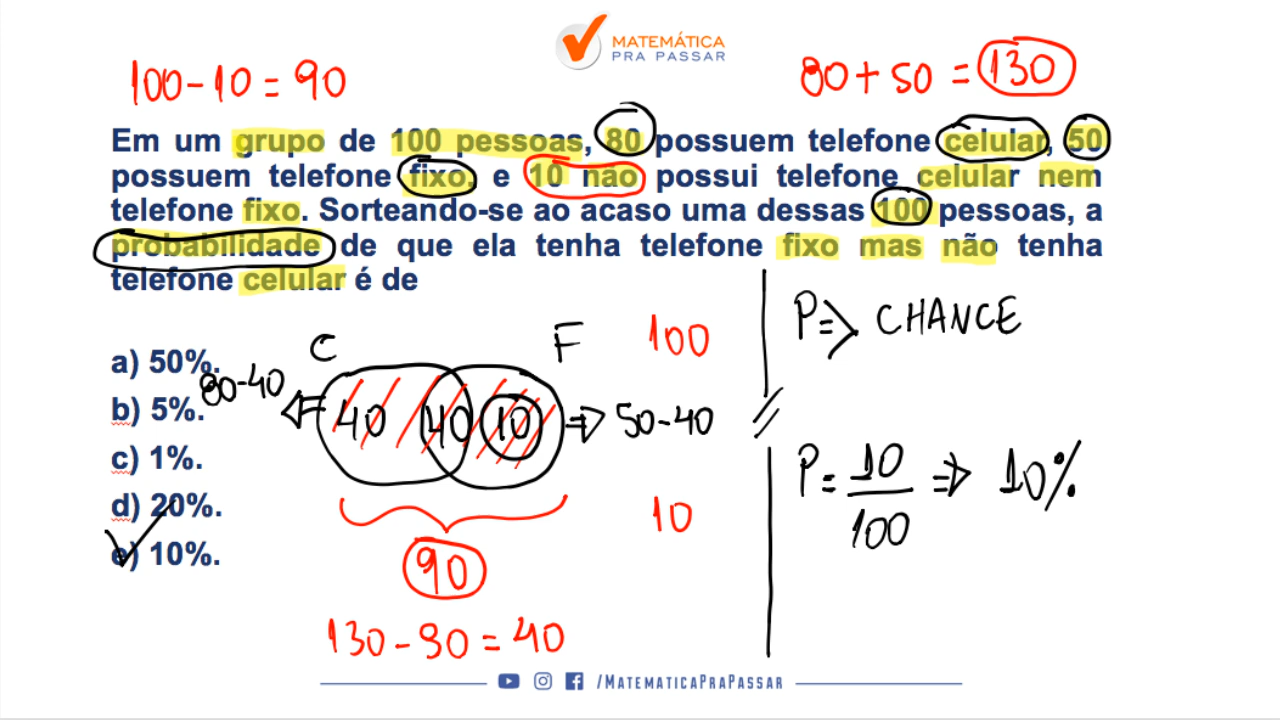 MATEMÁTICA
PRA PASSAR
100 - 10 = 90
80 + 50 = 130
Em um grupo de 100 pessoas, 80 possuem telefone celular, 50
possuem telefone fixo, e 10 não possui telefone celular nem
telefone fixo. Sorteando-se ao acaso uma dessas 100 pessoas, a
probabilidade de que ela tenha telefone fixo mas não tenha
telefone celular é de
a) 50%.
b) 5%.
c) 1%.
d) 20%.
e) 10%.
C F 100
80-40 ⇐ 40 40 10 ⇒ 50-40
10
90
130 - 90 = 40
P ⇒ CHANCE
P = 10/100 ⇒ 10%
/MATEMATICAPRAPASSAR